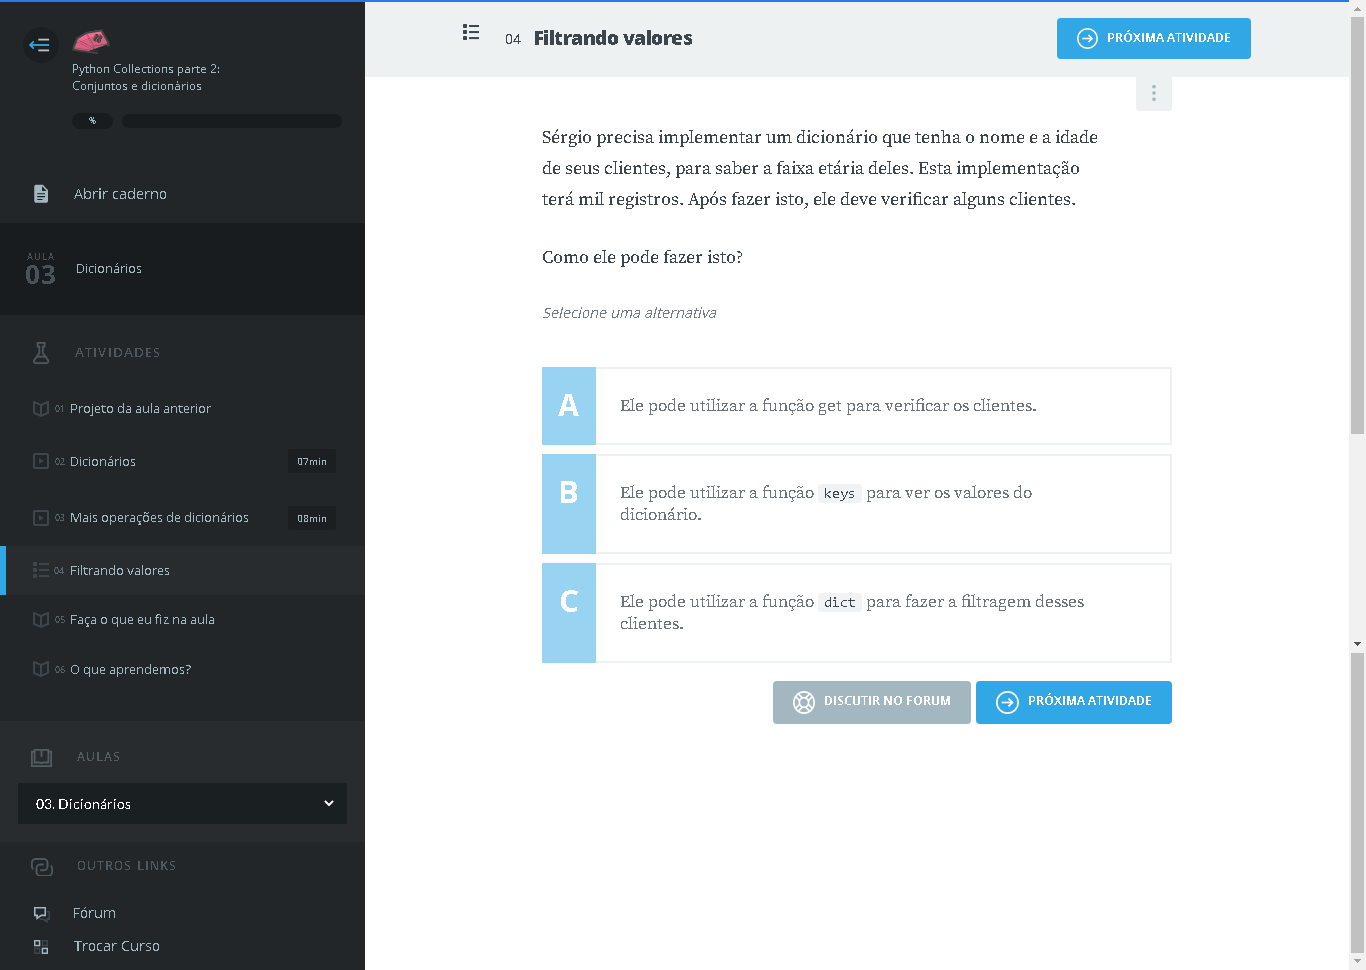 Python Collections parte 2:
Conjuntos e dicionários
%
Abrir caderno
AULA
03
Dicionários
ATIVIDADES
01 Projeto da aula anterior
02 Dicionários 07min
03 Mais operações de dicionários 08min
04 Filtrando valores
05 Faça o que eu fiz na aula
06 O que aprendemos?
AULAS
03. Dicionários
OUTROS LINKS
Fórum
Trocar Curso
04 Filtrando valores
PRÓXIMA ATIVIDADE
Sérgio precisa implementar um dicionário que tenha o nome e a idade
de seus clientes, para saber a faixa etária deles. Esta implementação
terá mil registros. Após fazer isto, ele deve verificar alguns clientes.
Como ele pode fazer isto?
Selecione uma alternativa
A Ele pode utilizar a função get para verificar os clientes.
B Ele pode utilizar a função keys para ver os valores do
dicionário.
C Ele pode utilizar a função dict para fazer a filtragem desses
clientes.
DISCUTIR NO FORUM
PRÓXIMA ATIVIDADE